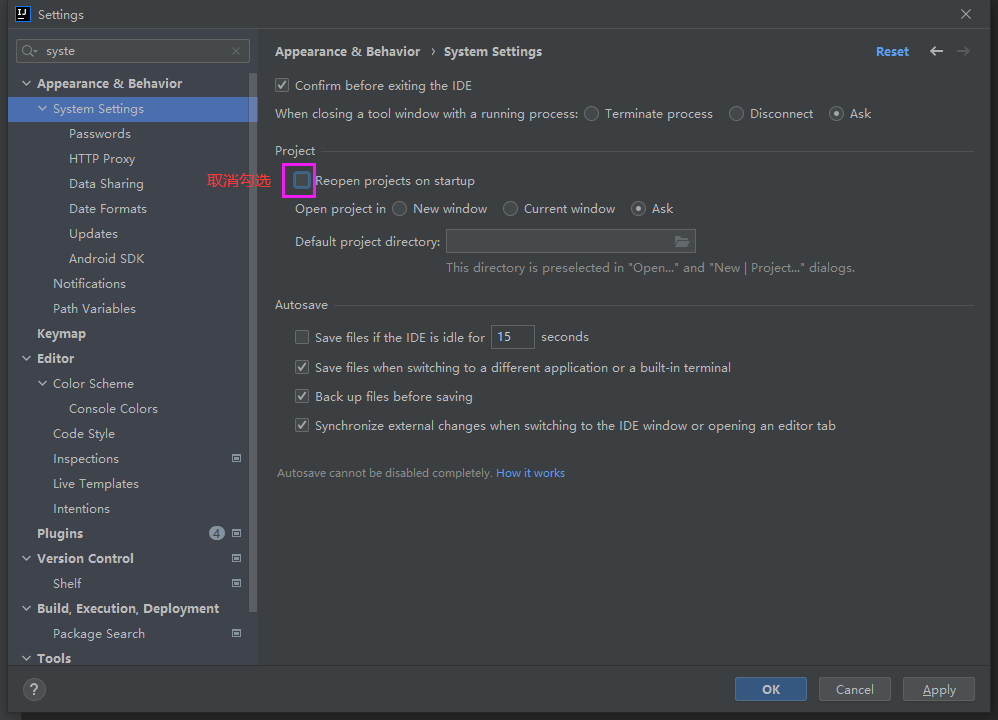 Settings
syste
Appearance & Behavior
System Settings
Passwords
HTTP Proxy
Data Sharing
Date Formats
Updates
Android SDK
Notifications
Path Variables
Keymap
Editor
Color Scheme
Console Colors
Code Style
Inspections
Live Templates
Intentions
Plugins 4
Version Control
Shelf
Build, Execution, Deployment
Package Search
Tools
Appearance & Behavior › System Settings Reset
Confirm before exiting the IDE
When closing a tool window with a running process: Terminate process Disconnect Ask
Project
取消勾选 Reopen projects on startup
Open project in New window Current window Ask
Default project directory:
This directory is preselected in "Open..." and "New | Project..." dialogs.
Autosave
Save files if the IDE is idle for 15 seconds
Save files when switching to a different application or a built-in terminal
Back up files before saving
Synchronize external changes when switching to the IDE window or opening an editor tab
Autosave cannot be disabled completely. How it works
? OK Cancel Apply